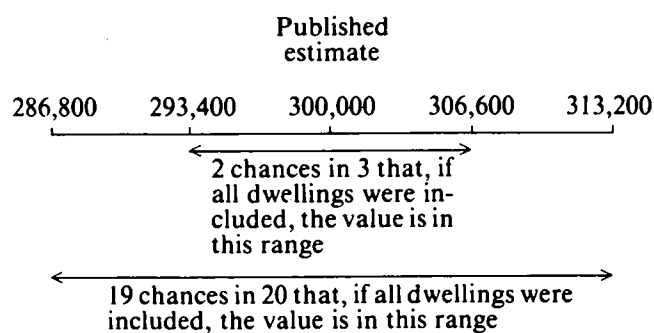 Published
estimate
286,800 293,400 300,000 306,600 313,200
2 chances in 3 that, if
all dwellings were in-
cluded, the value is in
this range
19 chances in 20 that, if all dwellings were
included, the value is in this range